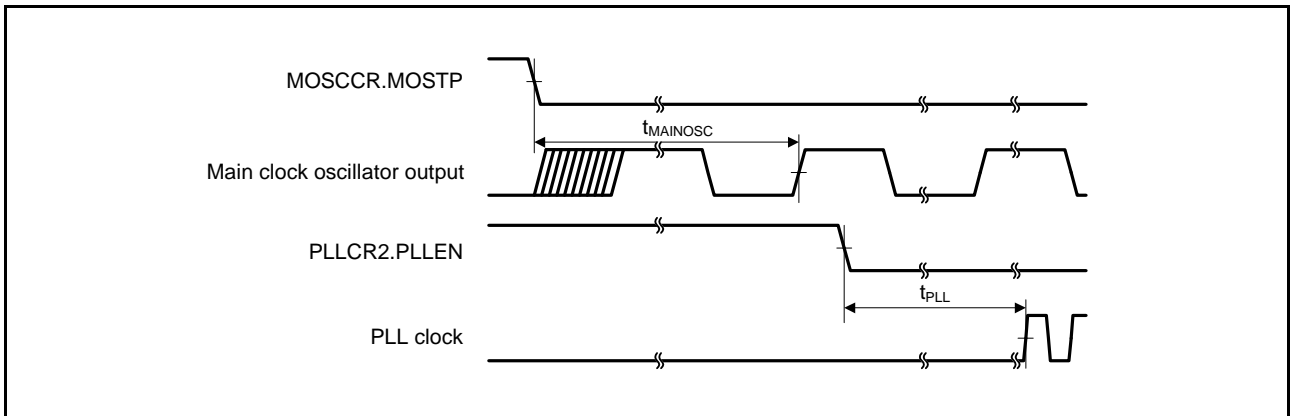 MOSCCR.MOSTP
tMAINOSC
Main clock oscillator output
PLLCR2.PLLEN
tPLL
PLL clock